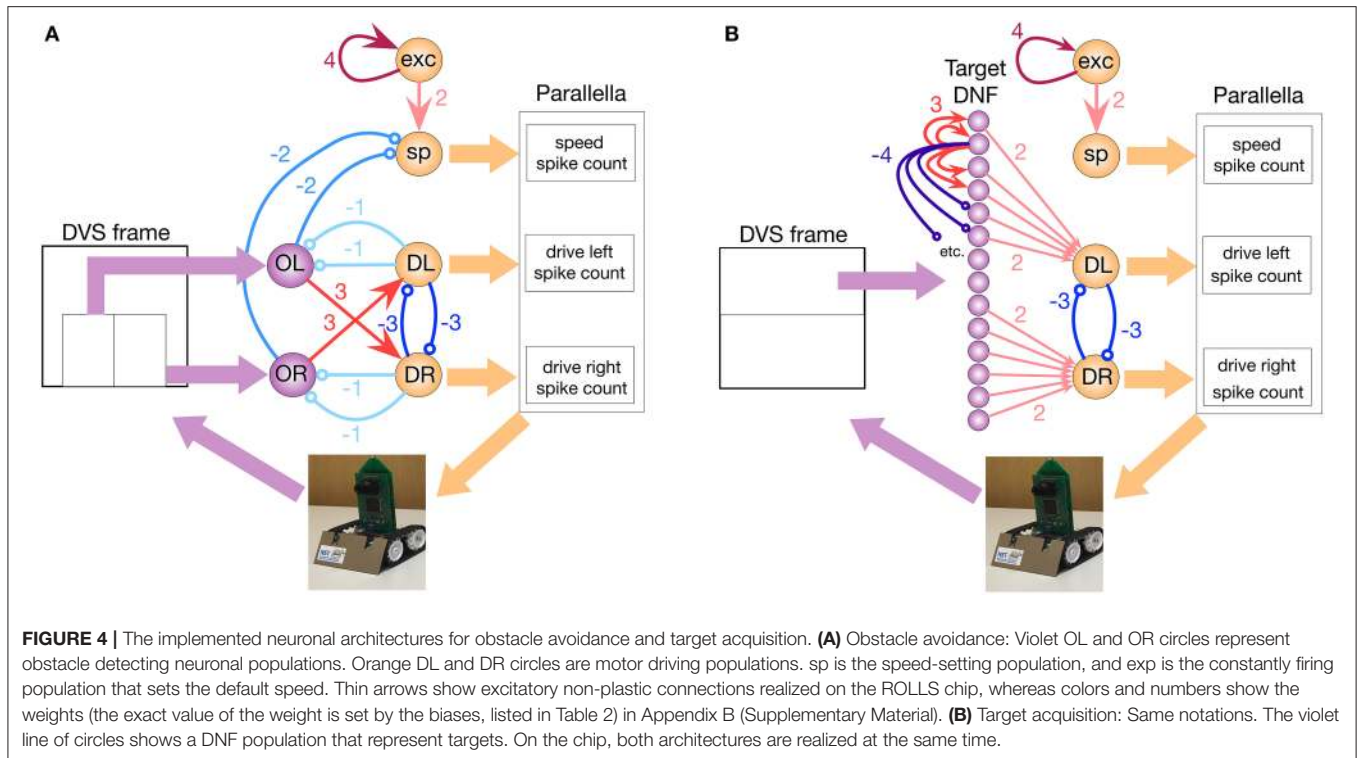 A
exc
4
2
Parallella
speed
spike count
sp
-2
-2
DVS frame
-1
-1
OL
DL
drive left
spike count
3
3
-3
-3
OR
DR
drive right
spike count
-1
-1
B
exc
4
2
Target
DNF
Parallella
3
speed
spike count
sp
2
-4
DVS frame
etc.
2
DL
drive left
spike count
-3
-3
2
DR
drive right
spike count
2
FIGURE 4 | The implemented neuronal architectures for obstacle avoidance and target acquisition. (A) Obstacle avoidance: Violet OL and OR circles represent
obstacle detecting neuronal populations. Orange DL and DR circles are motor driving populations. sp is the speed-setting population, and exp is the constantly firing
population that sets the default speed. Thin arrows show excitatory non-plastic connections realized on the ROLLS chip, whereas colors and numbers show the
weights (the exact value of the weight is set by the biases, listed in Table 2) in Appendix B (Supplementary Material). (B) Target acquisition: Same notations. The violet
line of circles shows a DNF population that represent targets. On the chip, both architectures are realized at the same time.